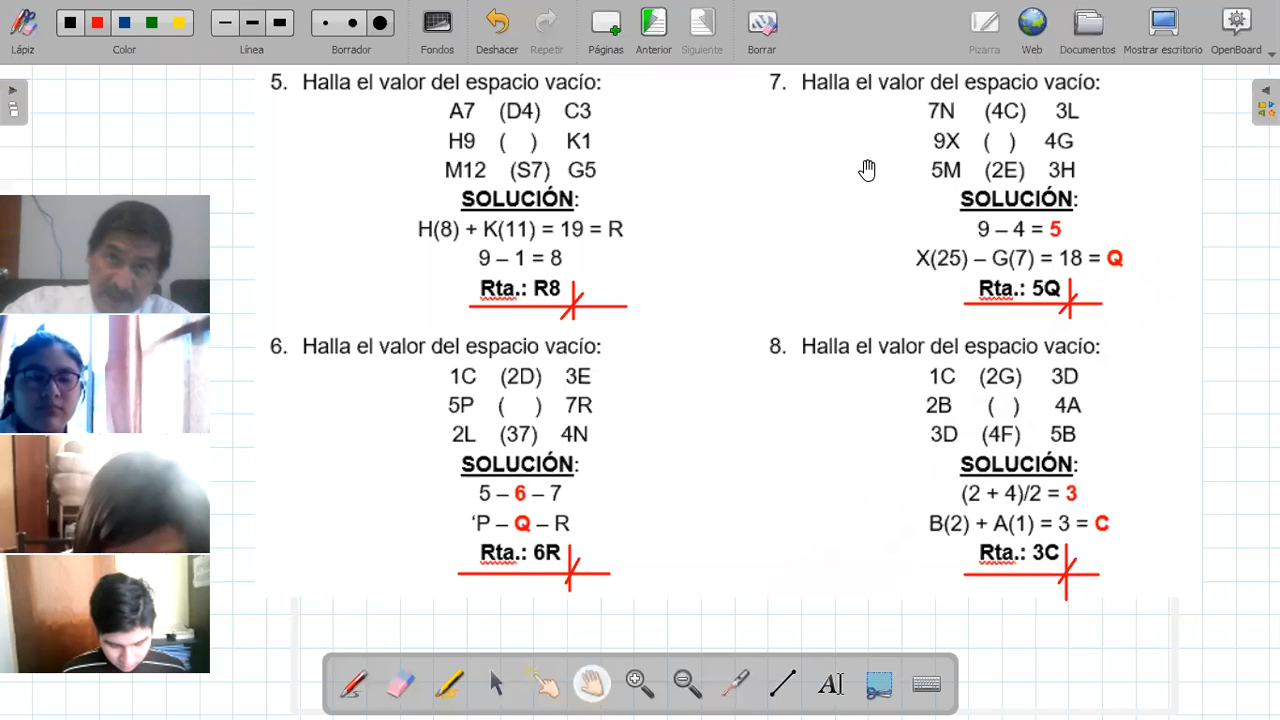 Lápiz
Color
Línea
Borrador
Fondos
Deshacer
Repetir
Páginas
Anterior
Siguiente
Borrar
Pizarra
Web
Documentos
Mostrar escritorio
OpenBoard
5. Halla el valor del espacio vacío:
A7 (D4) C3
H9 ( ) K1
M12 (S7) G5
SOLUCIÓN:
H(8) + K(11) = 19 = R
9 – 1 = 8
Rta.: R8
6. Halla el valor del espacio vacío:
1C (2D) 3E
5P ( ) 7R
2L (37) 4N
SOLUCIÓN:
5 – 6 – 7
‘P – Q – R
Rta.: 6R
7. Halla el valor del espacio vacío:
7N (4C) 3L
9X ( ) 4G
5M (2E) 3H
SOLUCIÓN:
9 – 4 = 5
X(25) – G(7) = 18 = Q
Rta.: 5Q
8. Halla el valor del espacio vacío:
1C (2G) 3D
2B ( ) 4A
3D (4F) 5B
SOLUCIÓN:
(2 + 4)/2 = 3
B(2) + A(1) = 3 = C
Rta.: 3C
AI